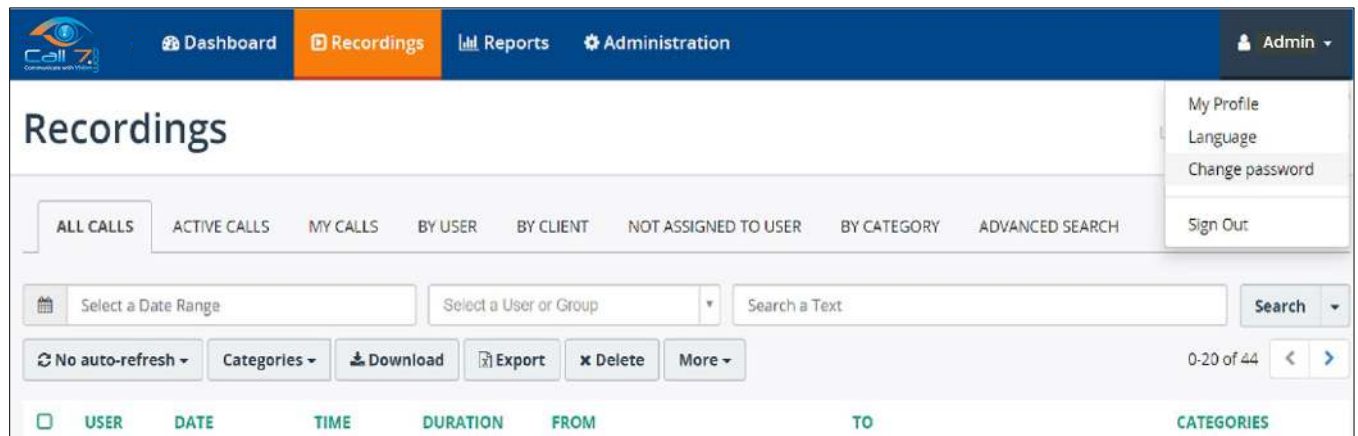 Call 7.
Dashboard
Recordings
Reports
Administration
Admin
My Profile
Language
Change password
Sign Out
Recordings
ALL CALLS
ACTIVE CALLS
MY CALLS
BY USER
BY CLIENT
NOT ASSIGNED TO USER
BY CATEGORY
ADVANCED SEARCH
Select a Date Range
Select a User or Group
Search a Text
Search
No auto-refresh
Categories
Download
Export
Delete
More
0-20 of 44
USER
DATE
TIME
DURATION
FROM
TO
CATEGORIES